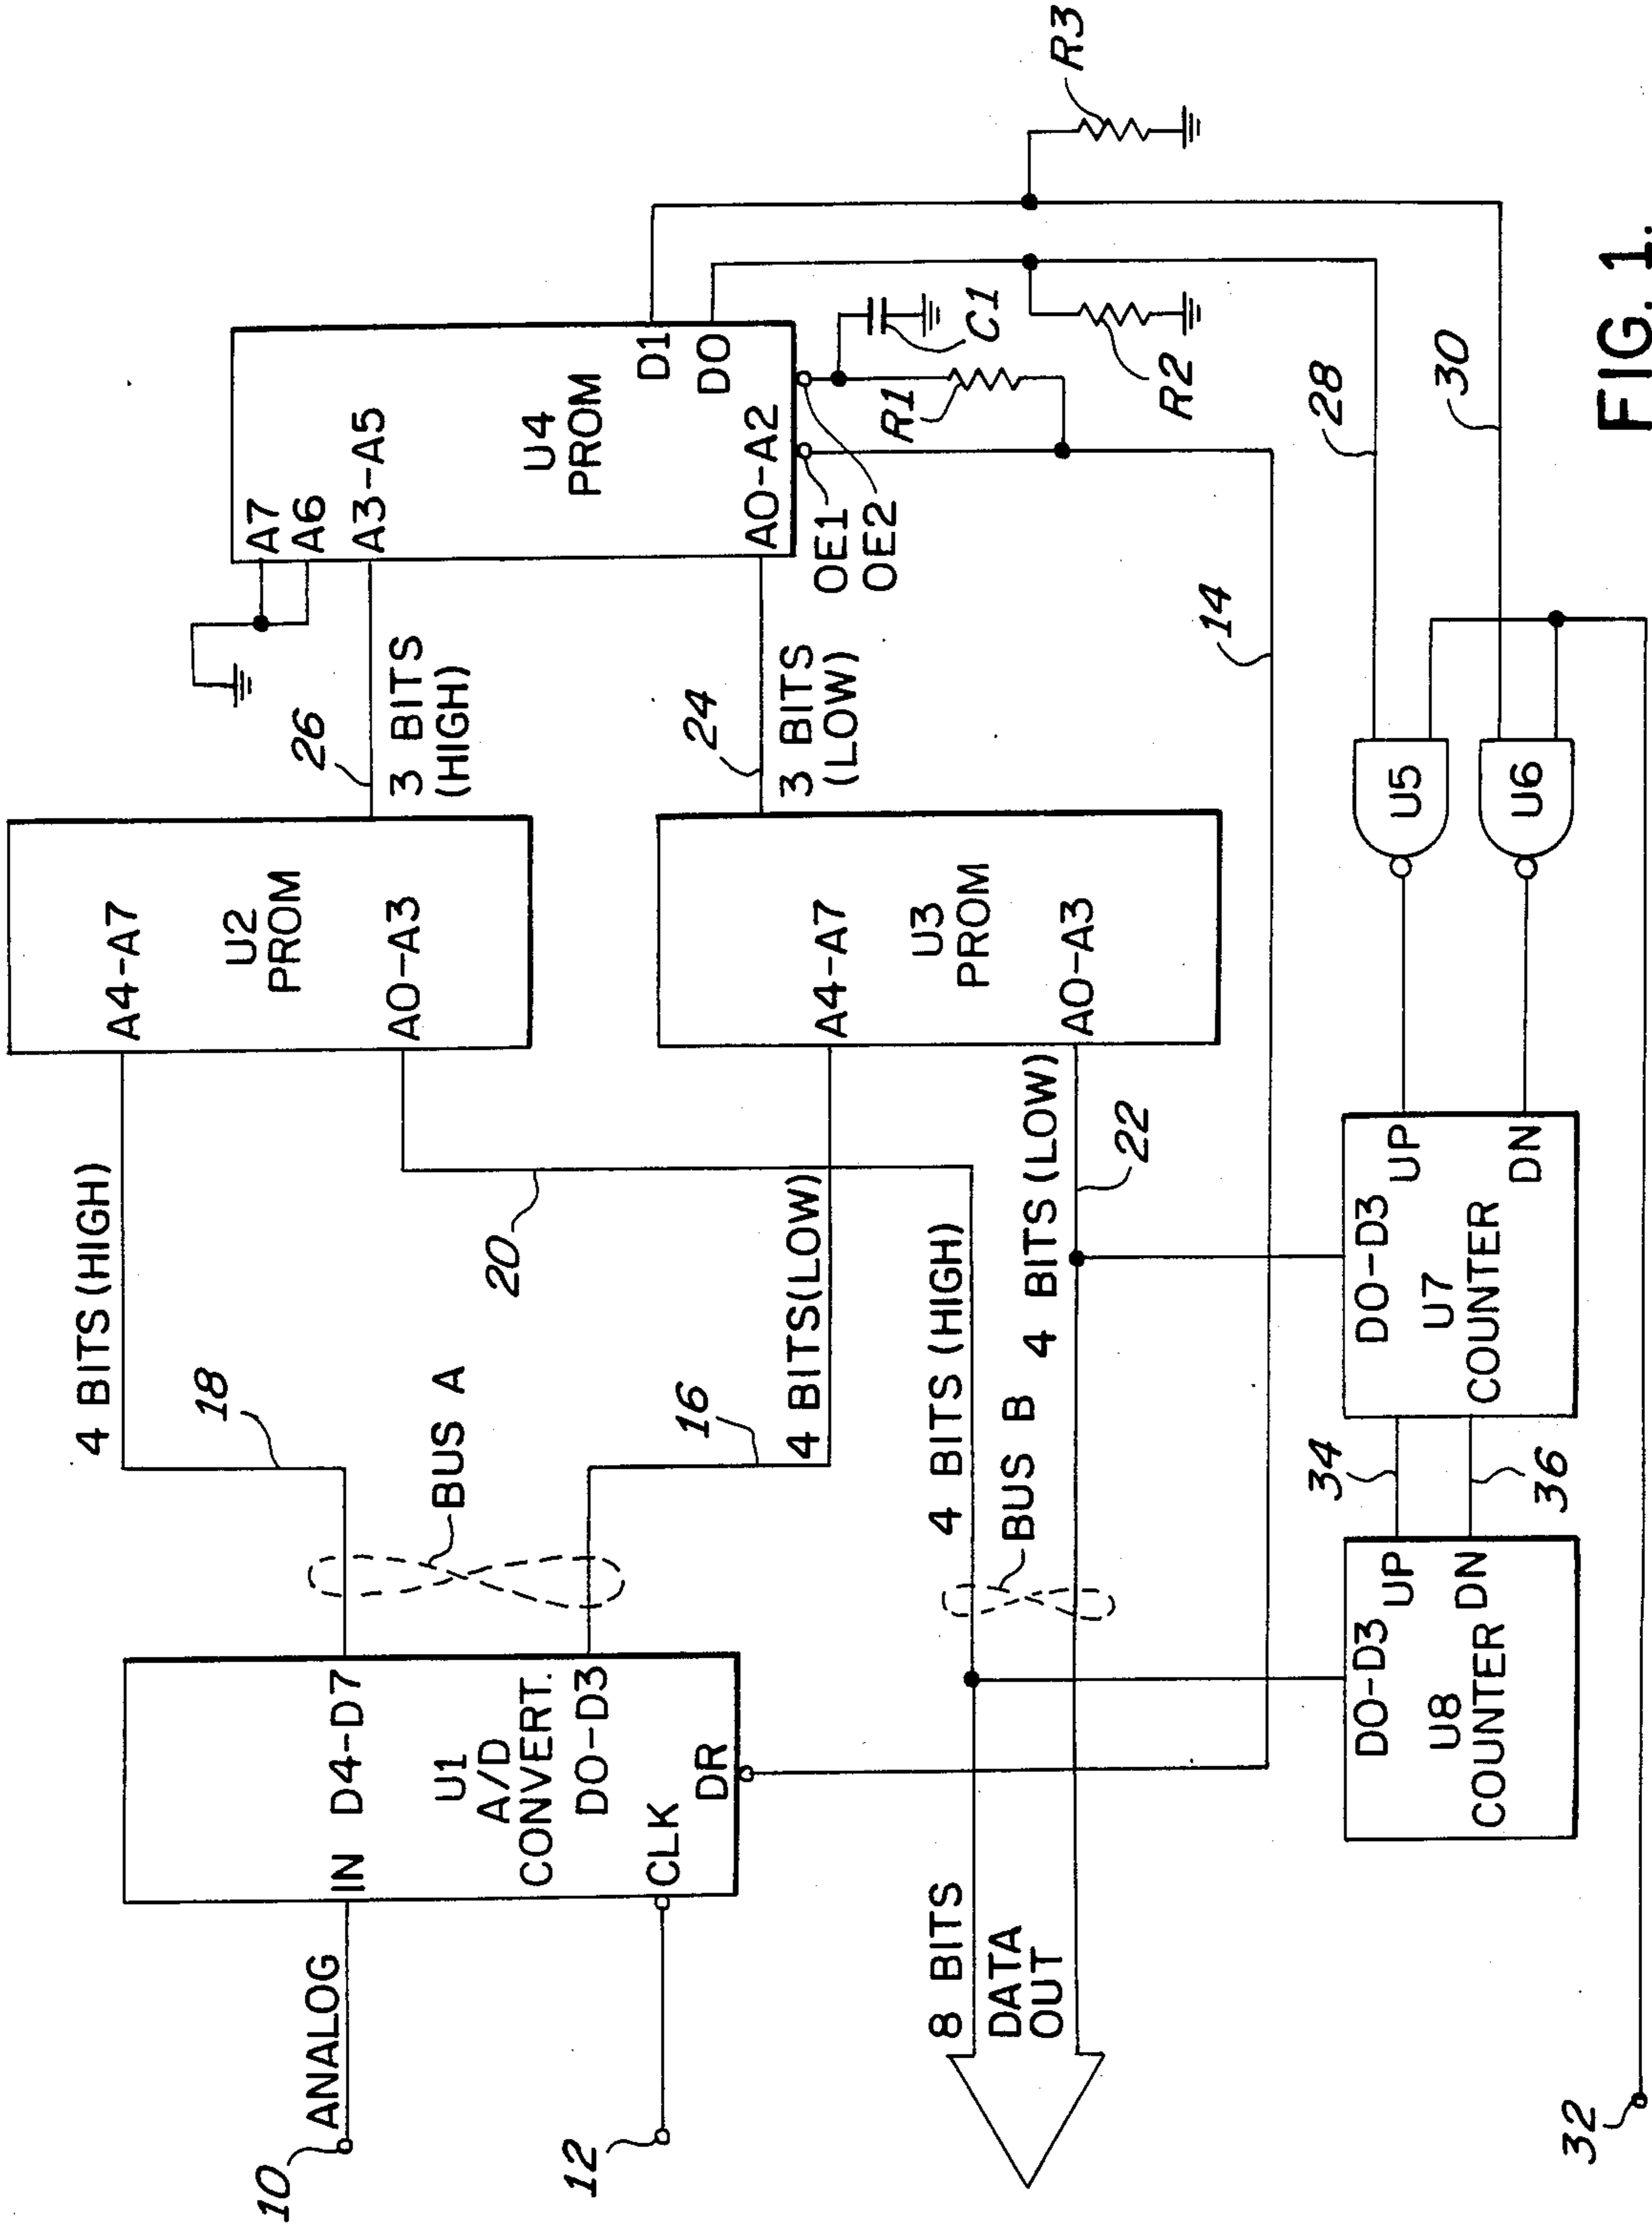 10
ANALOG
12
IN
D4-D7
U1
A/D
CONVERT.
D0-D3
CLK
DR
18
4 BITS (HIGH)
BUS A
16
4 BITS(LOW)
20
A4-A7
U2
PROM
A0-A3
A4-A7
U3
PROM
A0-A3
26
3 BITS
(HIGH)
24
3 BITS
(LOW)
A7
A6
A3-A5
U4
PROM
A0-A2
D1
D0
OE1
OE2
R1
C1
R2
R3
8 BITS
DATA
OUT
4 BITS (HIGH)
BUS B
4 BITS (LOW)
22
14
28
30
D0-D3
U8
COUNTER
UP
DN
34
36
D0-D3
U7
COUNTER
UP
DN
U5
U6
32
FIG. 1.